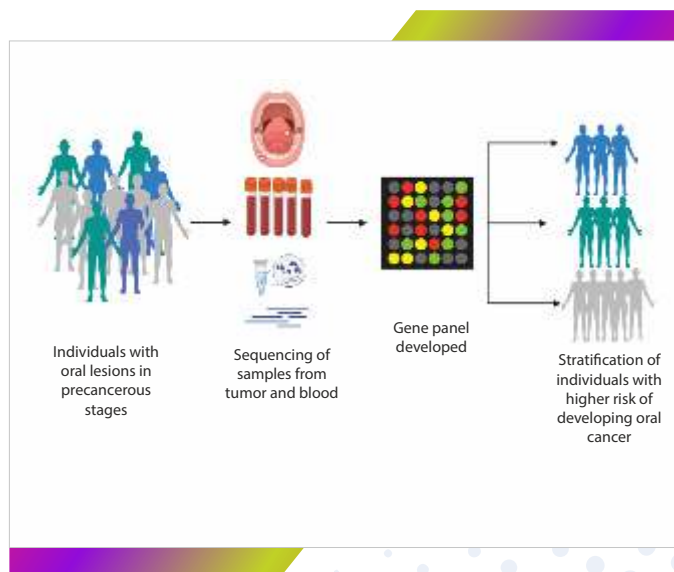 Individuals with
oral lesions in
precancerous
stages
Sequencing of
samples from
tumor and blood
Gene panel
developed
Stratification of
individuals with
higher risk of
developing oral
cancer